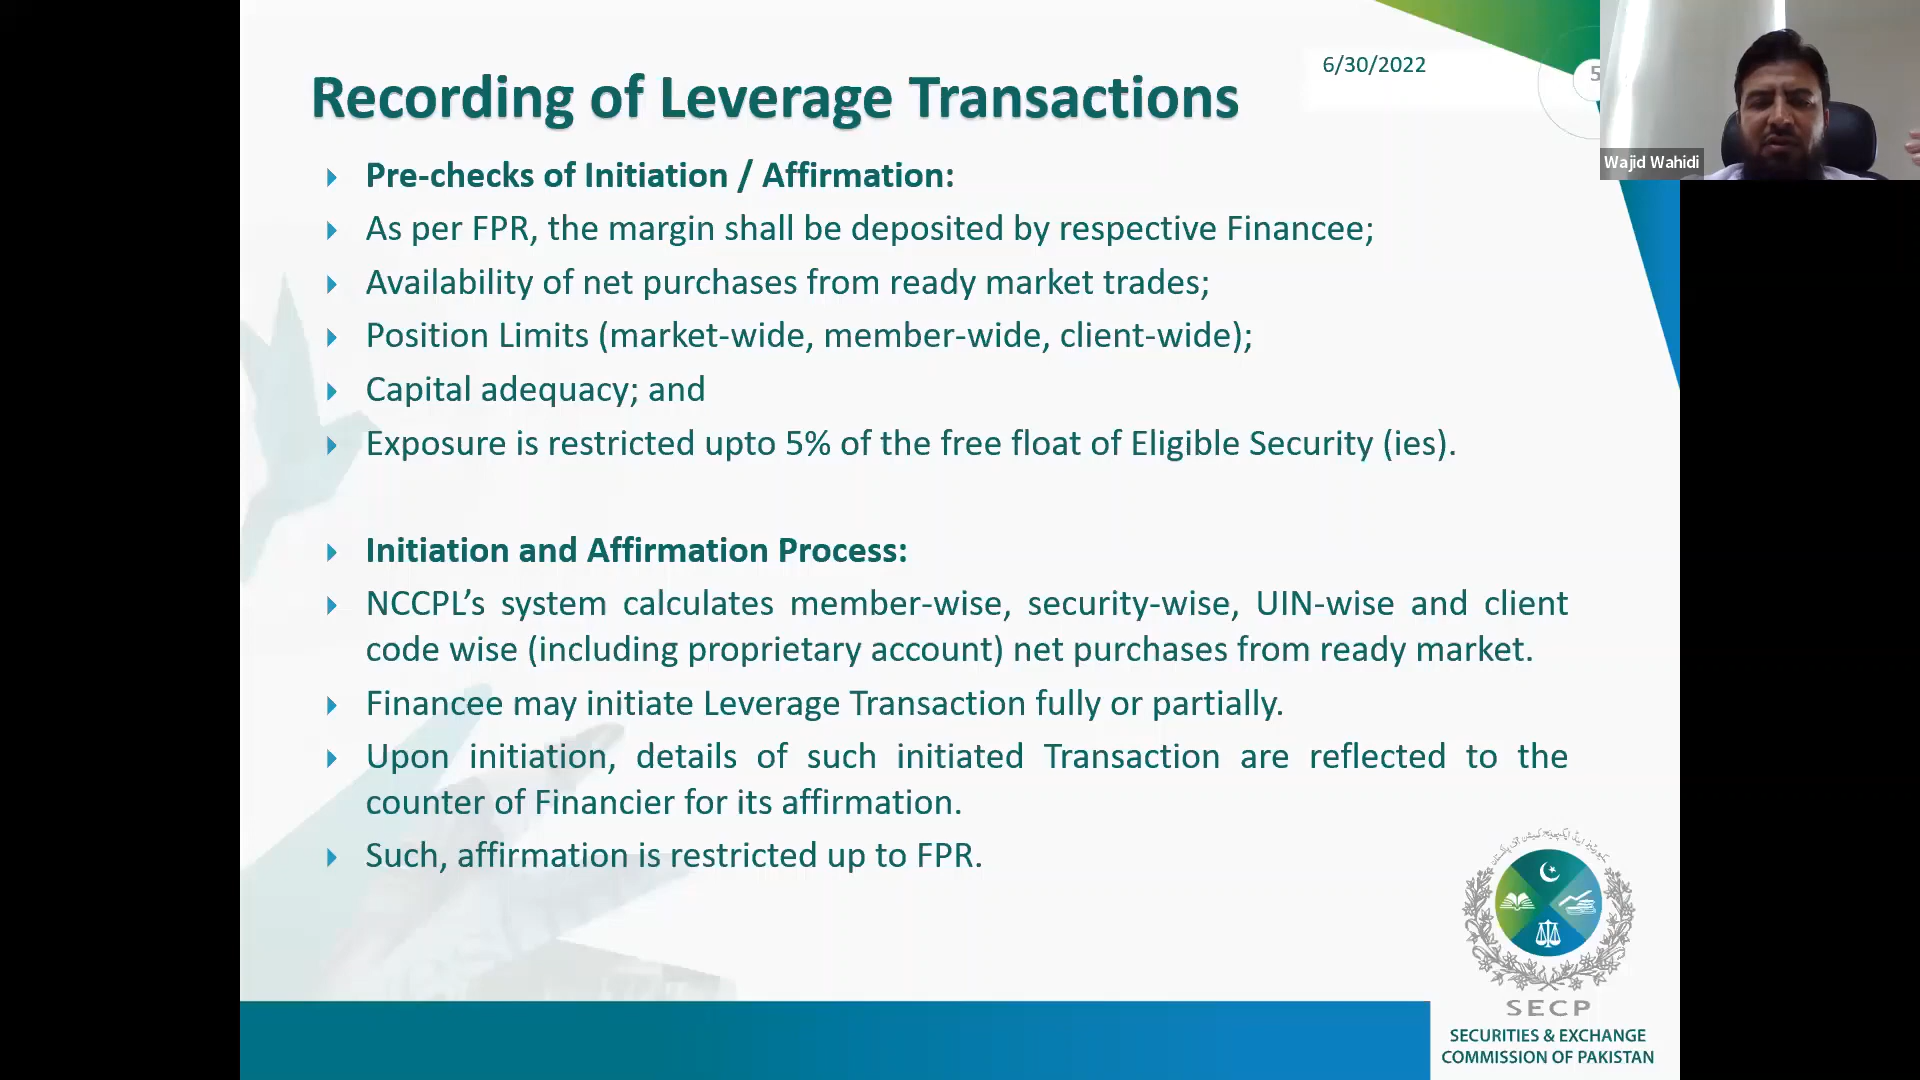 6/30/2022
5
Wajid Wahidi
Recording of Leverage Transactions
Pre-checks of Initiation / Affirmation:
As per FPR, the margin shall be deposited by respective Financee;
Availability of net purchases from ready market trades;
Position Limits (market-wide, member-wide, client-wide);
Capital adequacy; and
Exposure is restricted upto 5% of the free float of Eligible Security (ies).
Initiation and Affirmation Process:
NCCPL’s system calculates member-wise, security-wise, UIN-wise and client
code wise (including proprietary account) net purchases from ready market.
Financee may initiate Leverage Transaction fully or partially.
Upon initiation, details of such initiated Transaction are reflected to the
counter of Financier for its affirmation.
Such, affirmation is restricted up to FPR.
SECP
SECURITIES & EXCHANGE
COMMISSION OF PAKISTAN